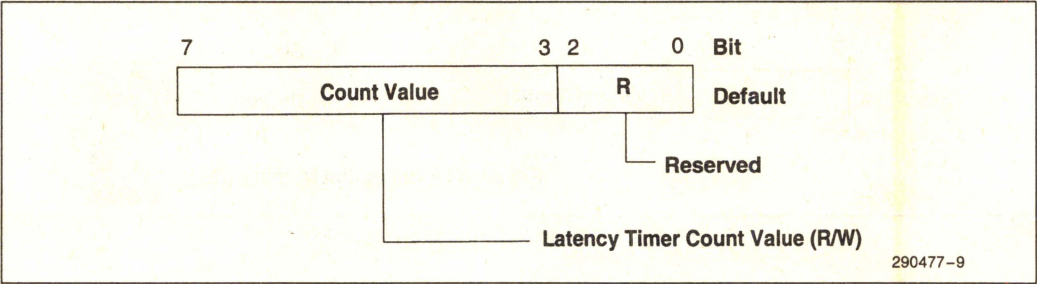 7 3 2 0 Bit
Count Value R Default
Reserved
Latency Timer Count Value (R/W)
290477–9